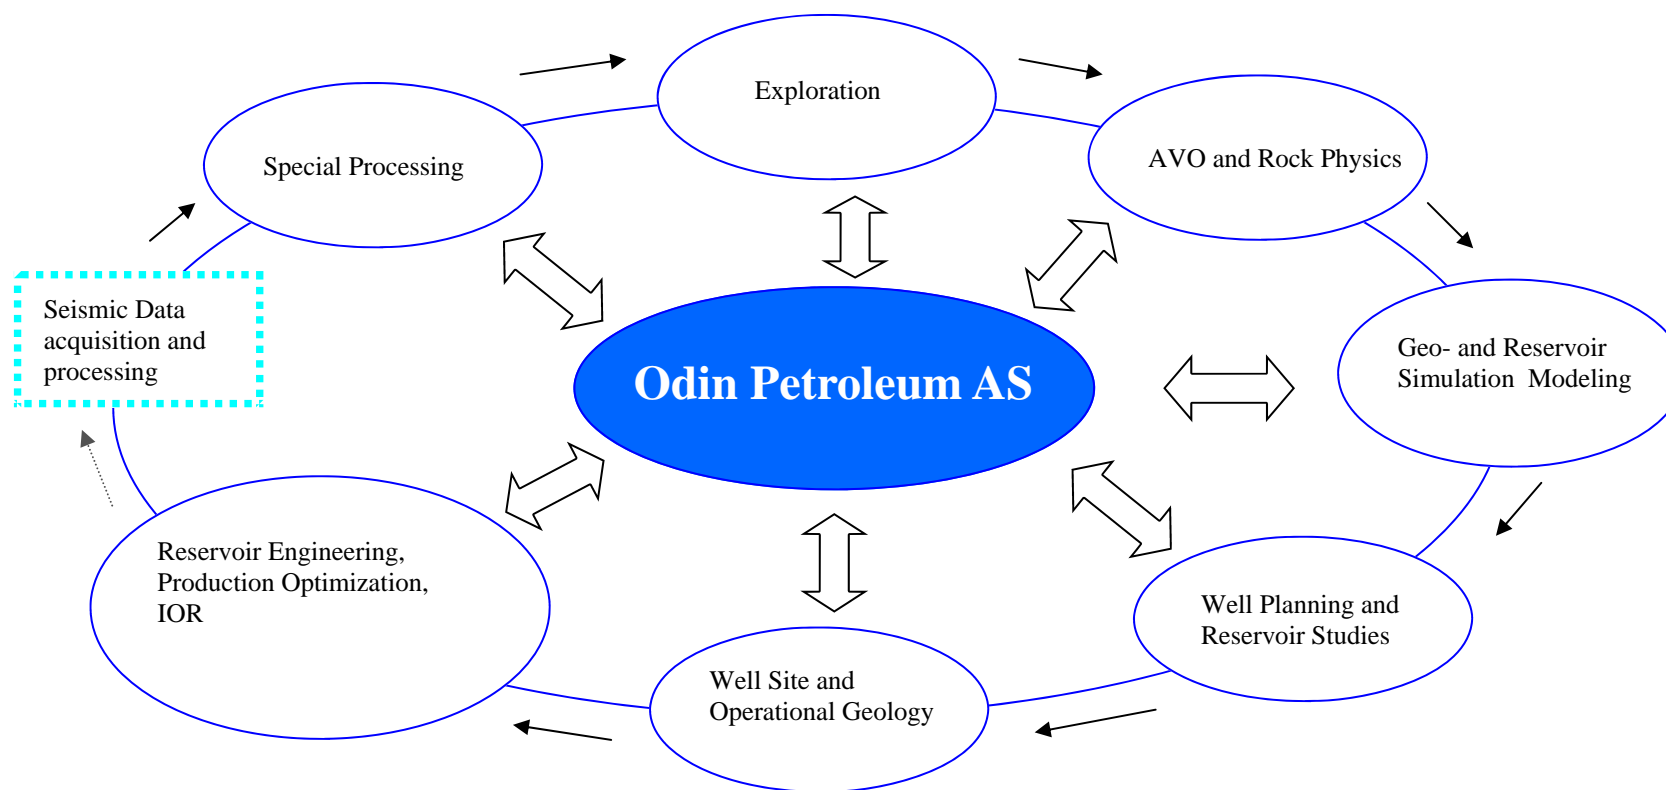 Exploration
Special Processing
AVO and Rock Physics
Seismic Data
acquisition and
processing
Odin Petroleum AS
Geo- and Reservoir
Simulation  Modeling
Reservoir Engineering,
Production Optimization,
IOR
Well Planning and
Reservoir Studies
Well Site and
Operational Geology